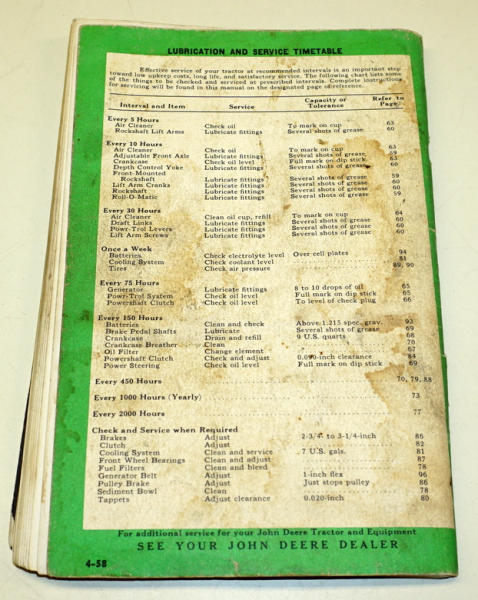 LUBRICATION AND SERVICE TIMETABLE
Effective service of your tractor at recommended intervals is an important step
toward low upkeep costs, long life, and satisfactory service. The following chart lists some
of the things to be checked and serviced at prescribed intervals. Complete instructions
for servicing will be found in this manual on the designated page of reference.
Interval and Item Service Capacity or Tolerance Refer to Page
Every 5 Hours
Air Cleaner Check oil To mark on cup 63
Rockshaft Lift Arms Lubricate fittings Several shots of grease 60
Every 10 Hours
Air Cleaner Check oil To mark on cup 63
Adjustable Front Axle Lubricate fittings Several shots of grease 59
Crankcase Check oil level Full mark on dip stick 63
Depth Control Yoke Lubricate fittings Several shots of grease 60
Front-Mounted
Rockshaft Lubricate fittings Several shots of grease 59
Lift Arm Cranks Lubricate fittings Several shots of grease 60
Rockshaft Lubricate fittings Several shots of grease 60
Roll-O-Matic Lubricate fittings Several shots of grease 59
Every 30 Hours
Air Cleaner Clean oil cup, refill To mark on cup 64
Draft Links Lubricate fittings Several shots of grease 60
Powr-Trol Levers Lubricate fittings Several shots of grease 60
Lift Arm Screws Lubricate fittings Several shots of grease 60
Once a Week
Batteries Check electrolyte level Over cell plates 94
Cooling System Check coolant level 81
Tires Check air pressure 89, 90
Every 75 Hours
Generator Lubricate fittings 8 to 10 drops of oil 65
Powr-Trol System Check oil level Full mark on dip stick 65
Powershaft Clutch Check oil level To level of check plug 66
Every 150 Hours
Batteries Clean and check Above 1.215 spec. grav. 93
Brake Pedal Shafts Lubricate Several shots of grease 69
Crankcase Drain and refill 9 U.S. quarts 68
Crankcase Breather Clean 70
Oil Filter Change element 67
Powershaft Clutch Check and adjust 0.090-inch clearance 84
Power Steering Check oil level Full mark on dip stick 69
Every 450 Hours 70, 79, 88
Every 1000 Hours (Yearly) 73
Every 2000 Hours 77
Check and Service when Required
Brakes Adjust 2-3/4 to 3-1/4-inch 86
Clutch Adjust 82
Cooling System Clean and service 7 U.S. gals. 81
Front Wheel Bearings Clean and adjust 87
Fuel Filters Clean and bleed 78
Generator Belt Adjust 1-inch flex 96
Pulley Brake Adjust Just stops pulley 86
Sediment Bowl Clean 78
Tappets Adjust clearance 0.020-inch 80
For additional service for your John Deere Tractor and Equipment
SEE YOUR JOHN DEERE DEALER
4-58